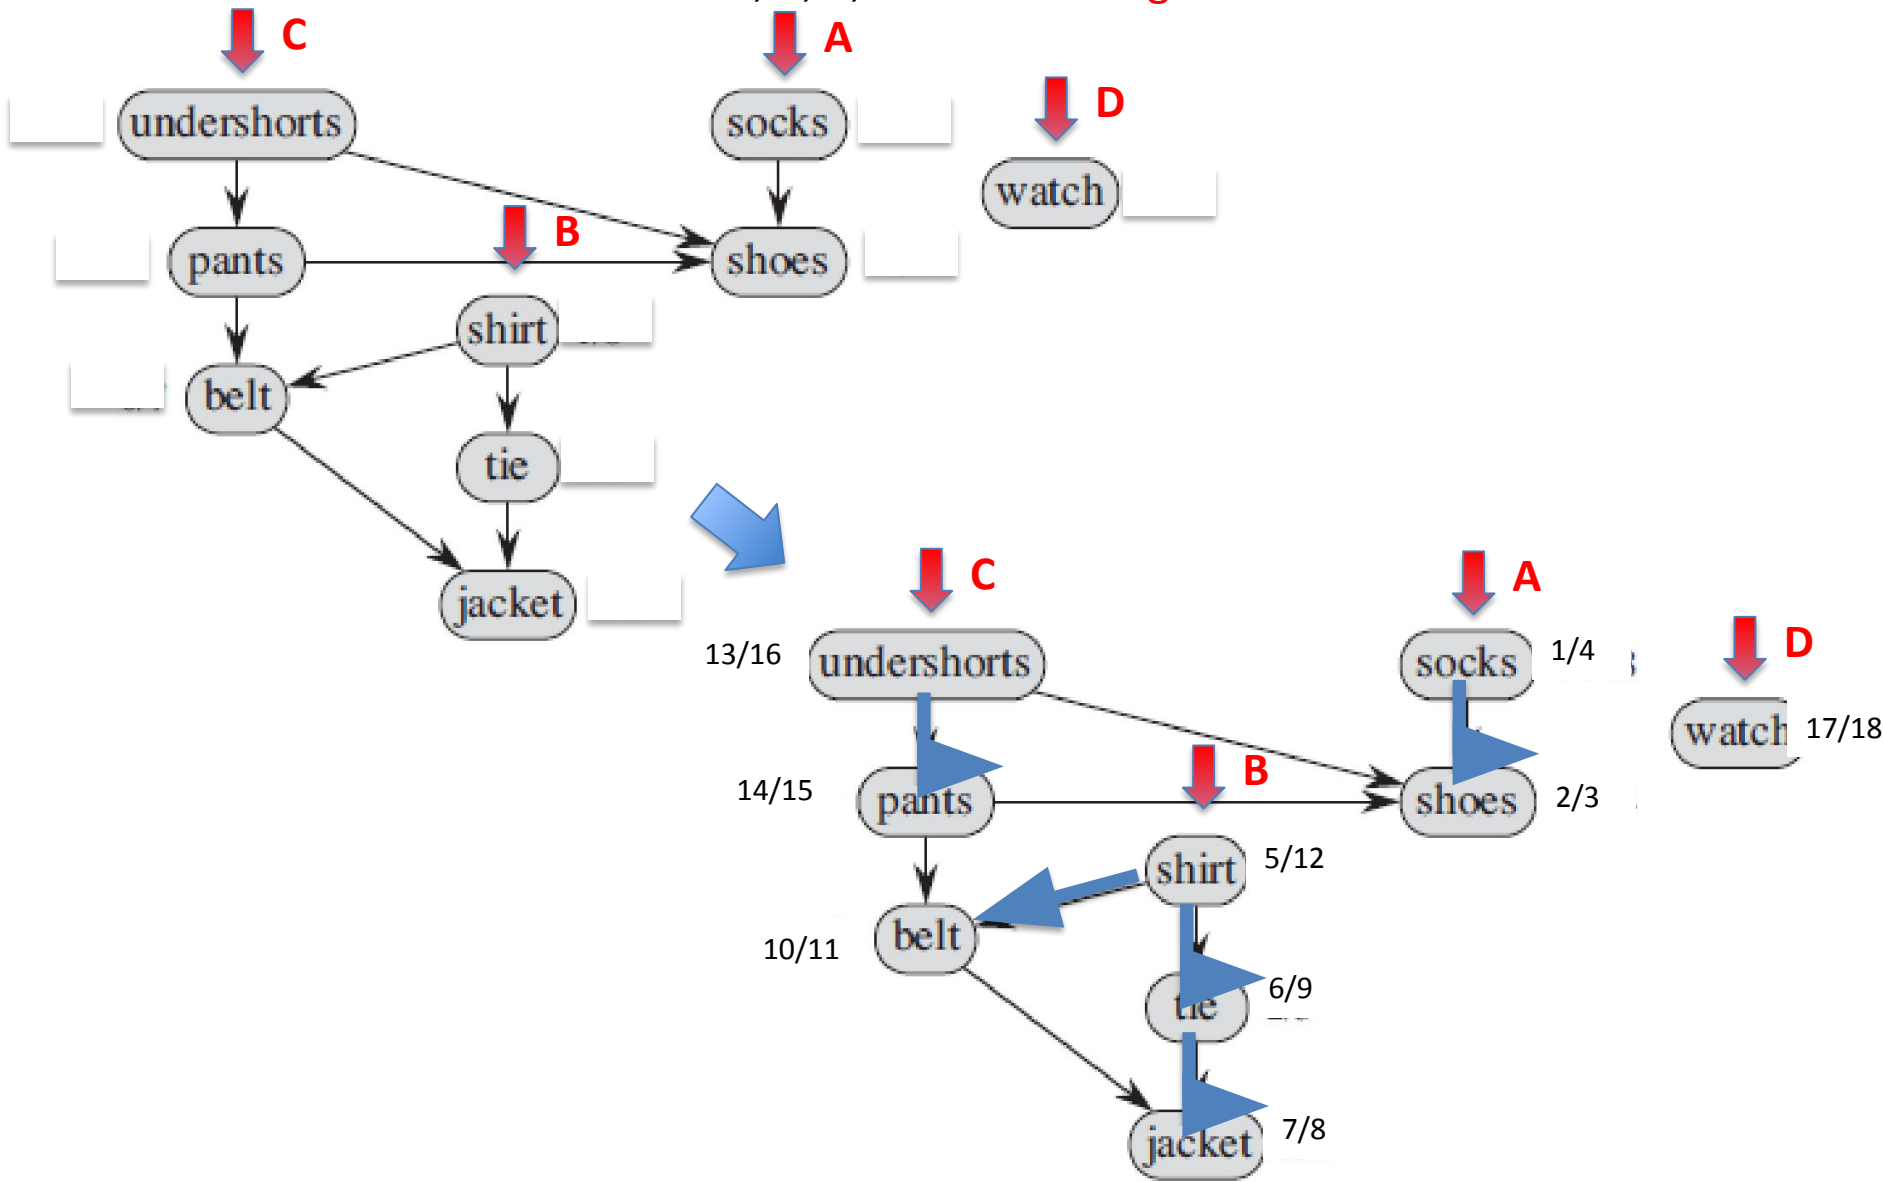 C
A
D
undershorts
socks
watch
B
pants
shoes
shirt
belt
tie
jacket
C
A
D
13/16 undershorts
socks 1/4
watch 17/18
B
14/15 pants
shoes 2/3
shirt 5/12
10/11 belt
tie 6/9
jacket 7/8